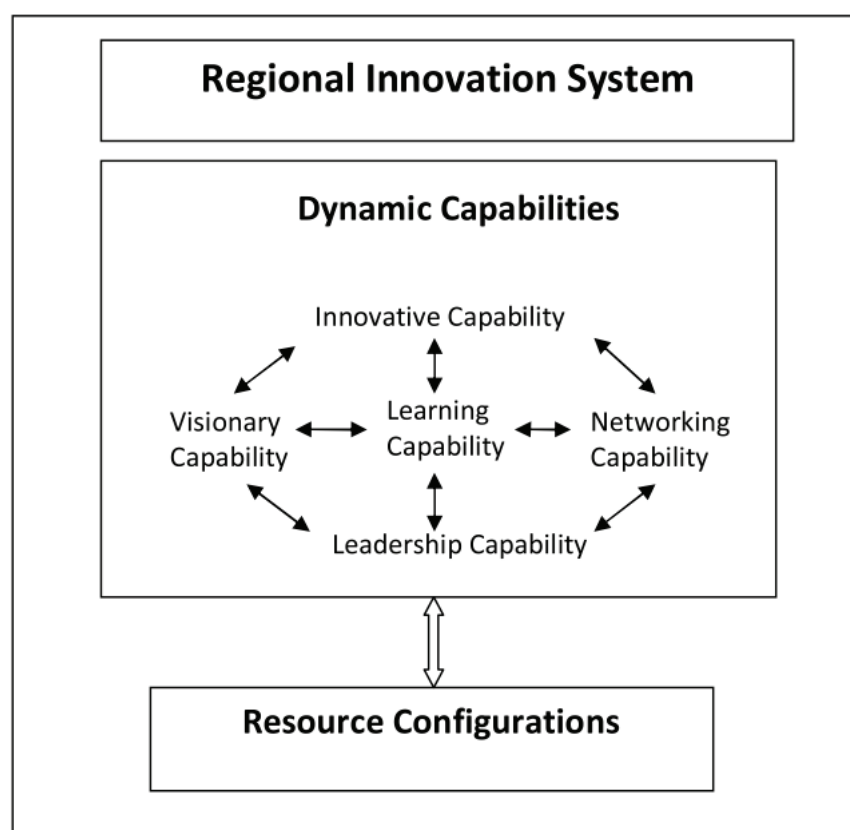 Regional Innovation System
Dynamic Capabilities
Innovative Capability
Visionary
Capability
Learning
Capability
Networking
Capability
Leadership Capability
Resource Configurations